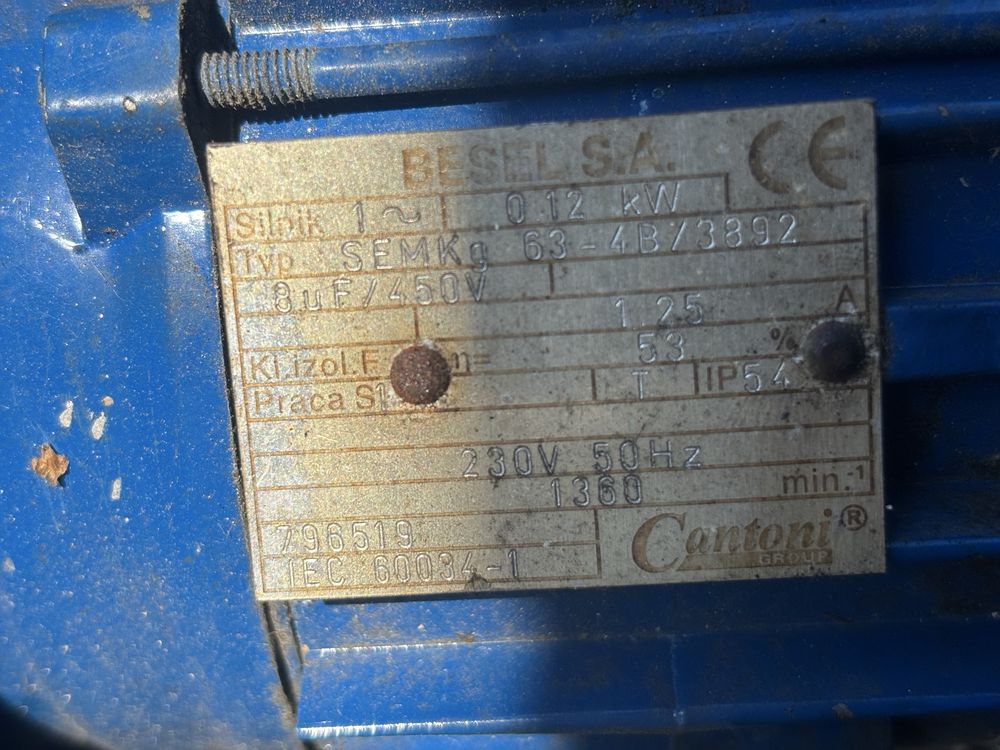 BESEL S.A. CE
Silnik 1~ 0.12 kW
Typ SEMKg 63-4B/3892
8uF/450V
1.25 A
Kl.izol.F = 53 %
Praca S1 T IP54
230V 50Hz
1360 min.-1
796519
IEC 60034-1
Cantoni®
GROUP